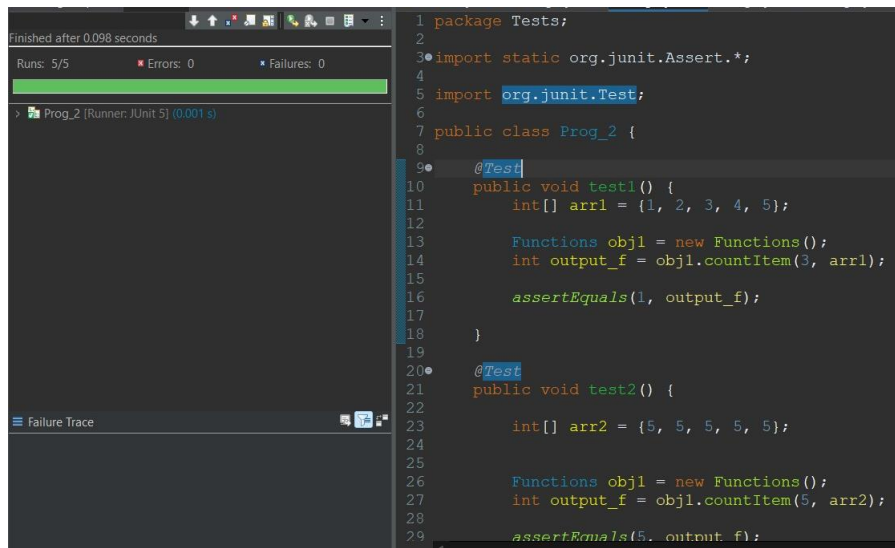 Finished after 0.098 seconds
Runs: 5/5 Errors: 0 Failures: 0
Prog_2 [Runner: JUnit 5] (0.001 s)
Failure Trace
1 package Tests;
2
3 import static org.junit.Assert.*;
4
5 import org.junit.Test;
6
7 public class Prog_2 {
8
9 @Test
10 public void test1() {
11 int[] arr1 = {1, 2, 3, 4, 5};
12
13 Functions obj1 = new Functions();
14 int output_f = obj1.countItem(3, arr1);
15
16 assertEquals(1, output_f);
17
18 }
19
20 @Test
21 public void test2() {
22
23 int[] arr2 = {5, 5, 5, 5, 5};
24
25
26 Functions obj1 = new Functions();
27 int output_f = obj1.countItem(5, arr2);
28
29 assertEquals(5, output_f);